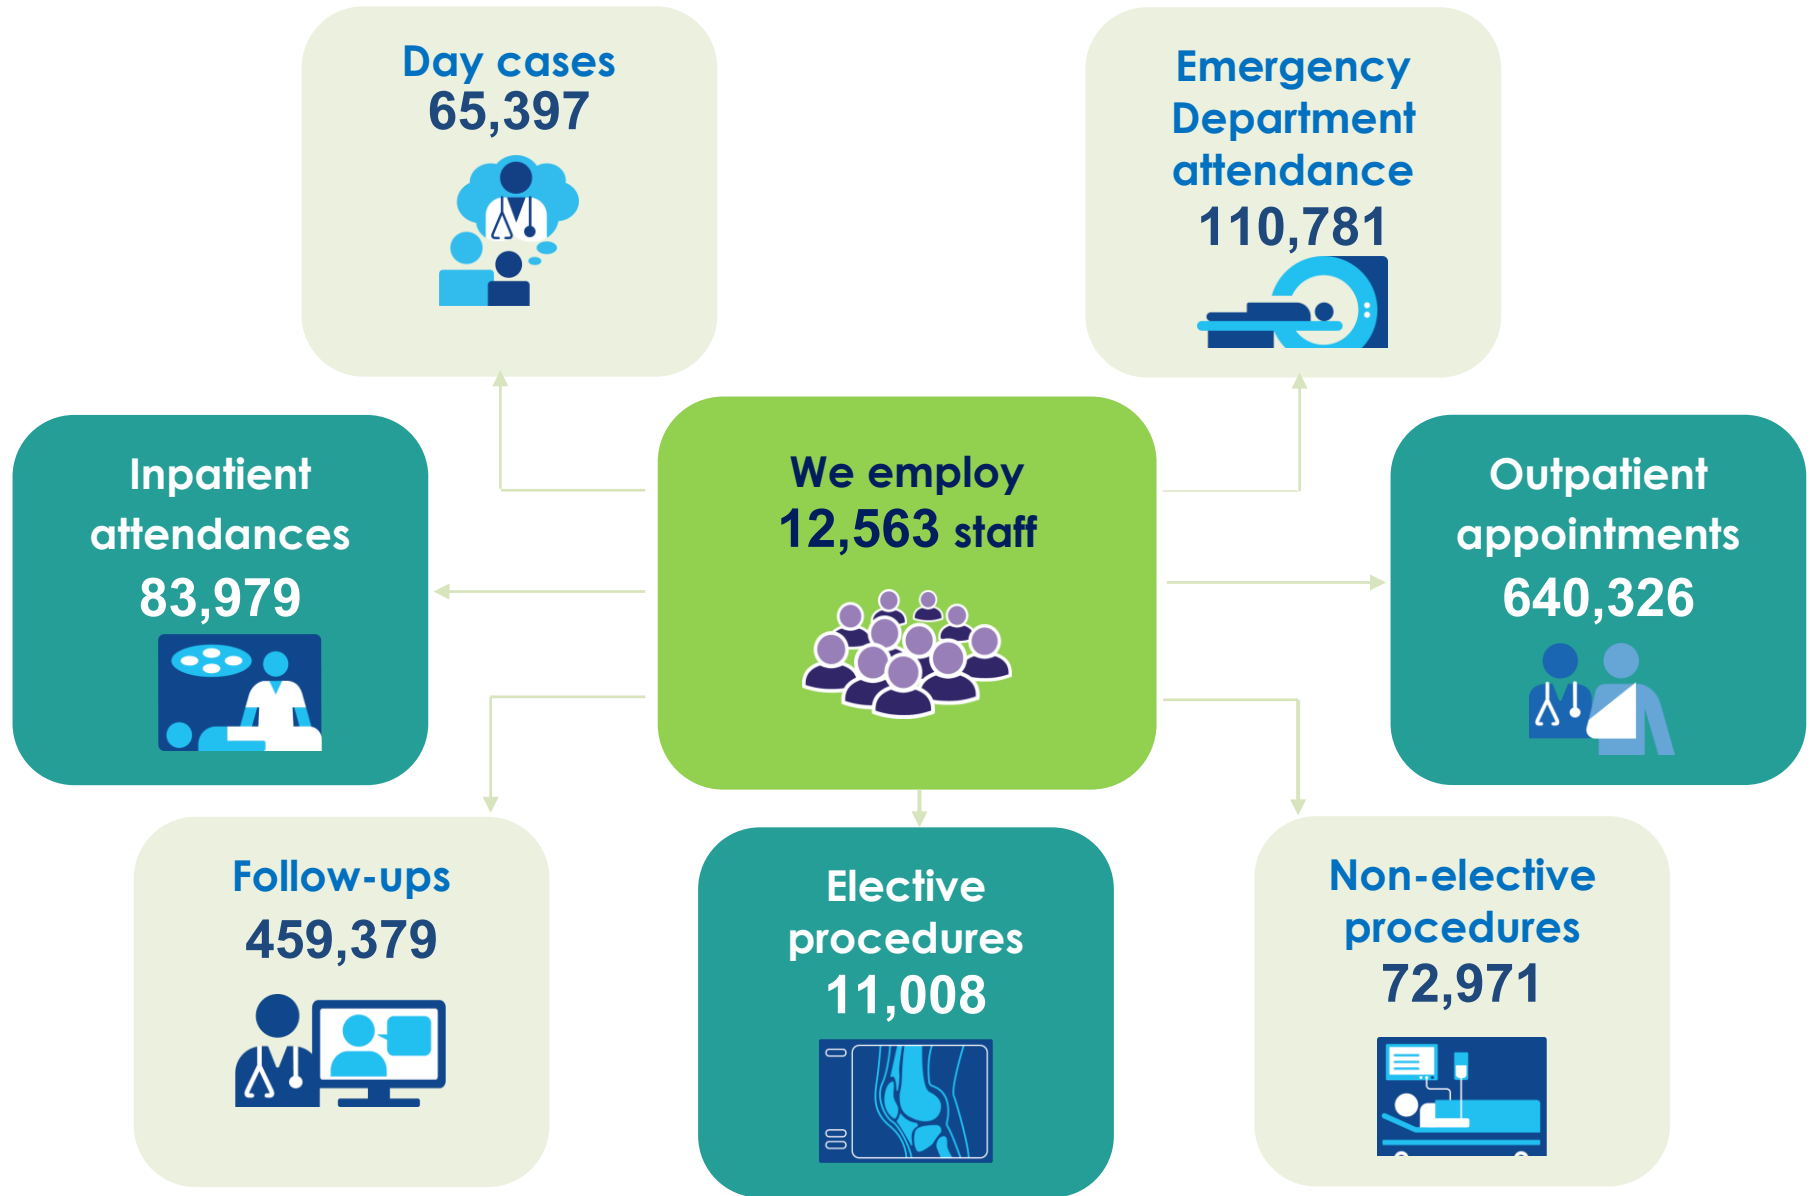 Day cases
65,397
Emergency
Department
attendance
110,781
Inpatient
attendances
83,979
We employ
12,563 staff
Outpatient
appointments
640,326
Follow-ups
459,379
Elective
procedures
11,008
Non-elective
procedures
72,971